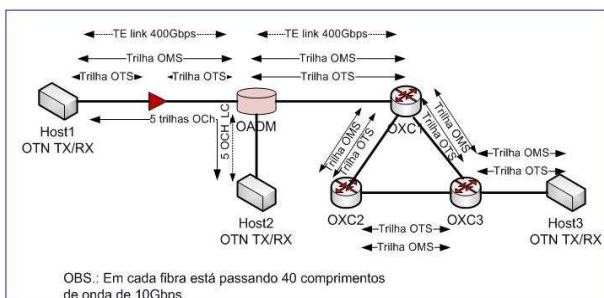 TE link 400Gbps
TE link 400Gbps
Trilha OMS
Trilha OMS
Trilha OTS
Trilha OTS
Trilha OTS
Host1
OTN TX/RX
5 trilhas OCh
OADM
5 OCH_LC
Host2
OTN TX/RX
OXC1
Trilha OMS
Trilha OTS
Trilha OMS
Trilha OTS
OXC2
OXC3
Trilha OTS
Trilha OMS
Trilha OMS
Trilha OTS
Host3
OTN TX/RX
OBS.: Em cada fibra está passando 40 comprimentos
de onda de 10Gbps